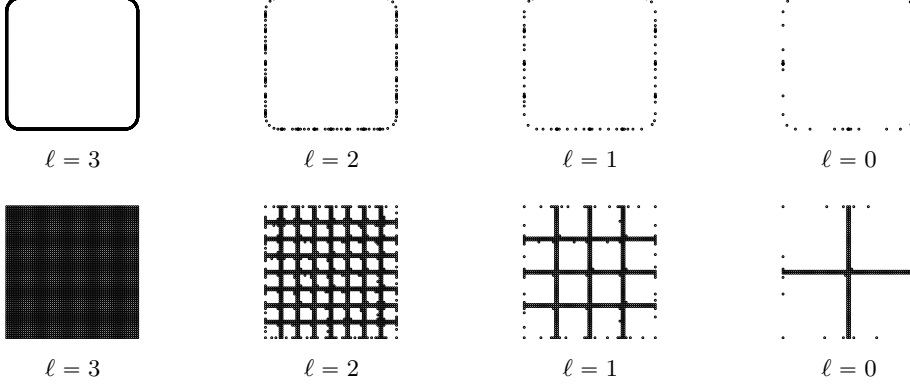 ℓ = 3 ℓ = 2 ℓ = 1 ℓ = 0
ℓ = 3 ℓ = 2 ℓ = 1 ℓ = 0